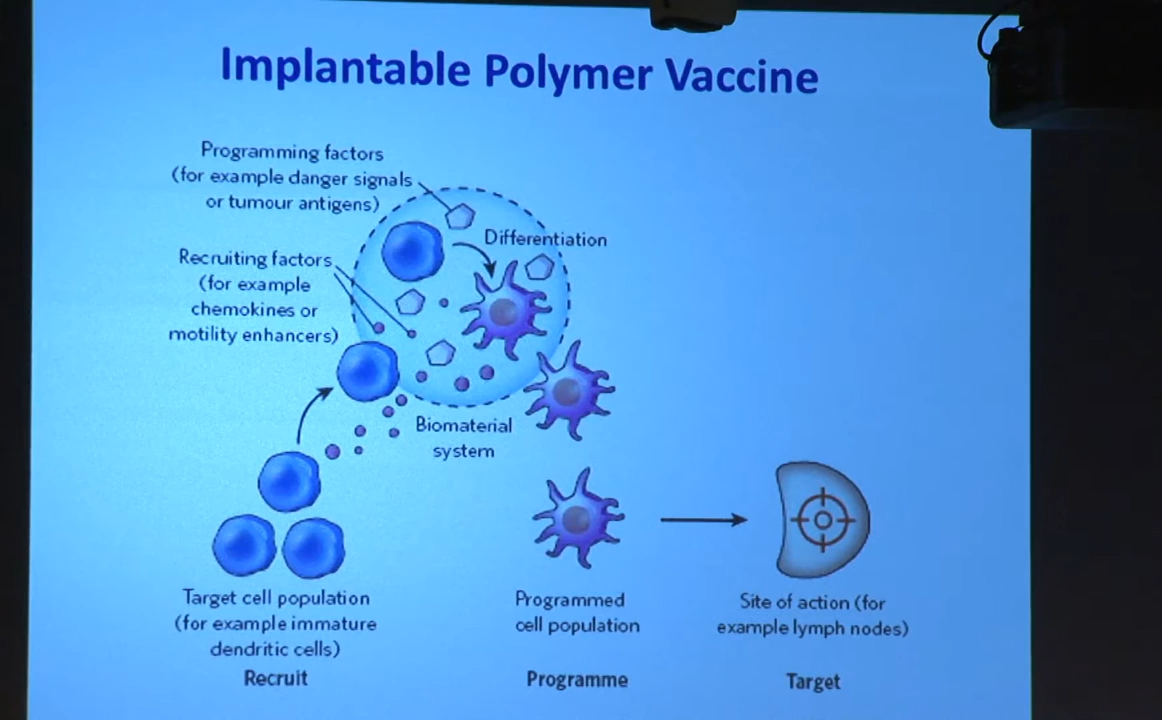 Implantable Polymer Vaccine
Programming factors
(for example danger signals
or tumour antigens)
Differentiation
Recruiting factors
(for example
chemokines or
motility enhancers)
Biomaterial
system
Target cell population
(for example immature
dendritic cells)
Recruit
Programmed
cell population
Programme
Site of action (for
example lymph nodes)
Target